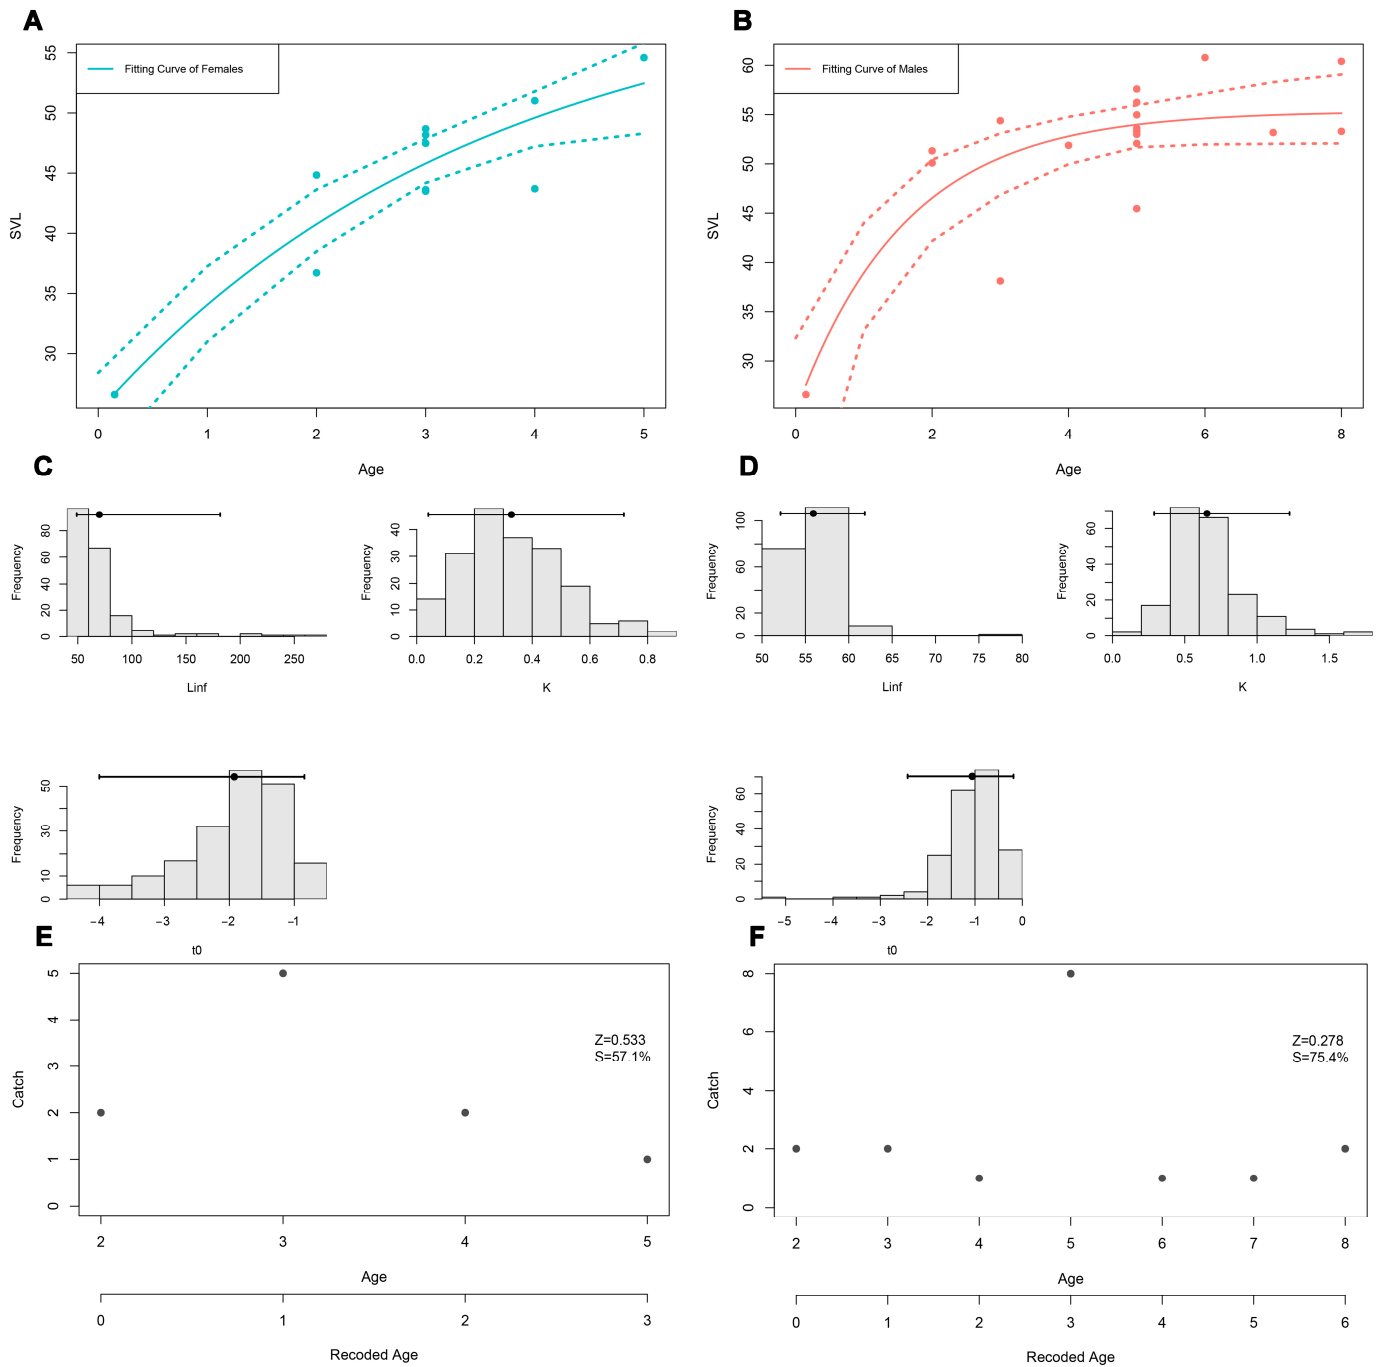 A
B
Fitting Curve of Females
Fitting Curve of Males
SVL
55
50
45
40
35
30
0 1 2 3 4 5
Age
SVL
60
55
50
45
40
35
30
0 2 4 6 8
Age
C
D
Frequency
80
60
40
20
0
50 100 150 200 250
Linf
Frequency
40
30
20
10
0
0.0 0.2 0.4 0.6 0.8
K
Frequency
100
60
20
0
50 55 60 65 70 75 80
Linf
Frequency
60
40
20
0
0.0 0.5 1.0 1.5
K
Frequency
50
30
10
0
−4 −3 −2 −1
t0
Frequency
60
40
20
0
−5 −4 −3 −2 −1 0
t0
E
F
Catch
5
4
3
2
1
0
Z=0.533
S=57.1%
2 3 4 5
Age
0 1 2 3
Recoded Age
Catch
8
6
4
2
0
Z=0.278
S=75.4%
2 3 4 5 6 7 8
Age
0 1 2 3 4 5 6
Recoded Age